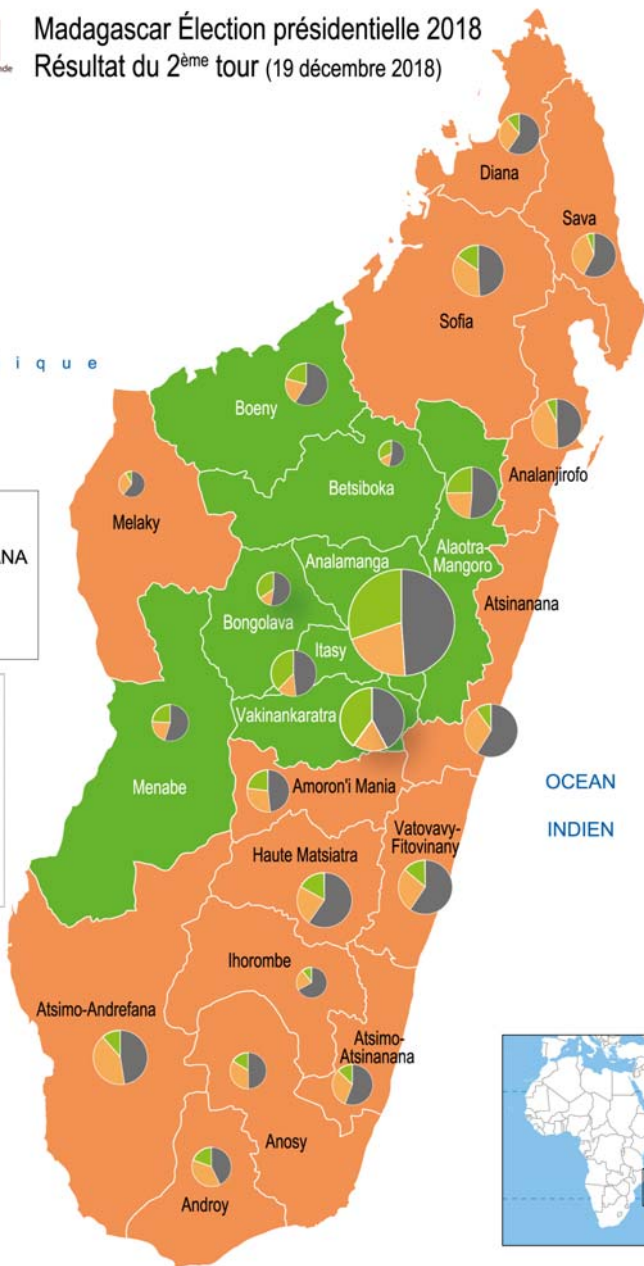 Madagascar Élection présidentielle 2018
Résultat du 2ème tour (19 décembre 2018)
Diana
Sava
Sofia
ique
Boeny
Betsiboka
Analanjirofo
Melaky
Alaotra-
Mangoro
Analamanga
Atsinanana
Bongolava
Itasy
Vakinankaratra
Menabe
Amoron'i Mania
OCEAN
INDIEN
Vatovavy-
Fitovinany
Haute Matsiatra
Ihorombe
Atsimo-Andrefana
Atsimo-
Atsinanana
Anosy
Androy